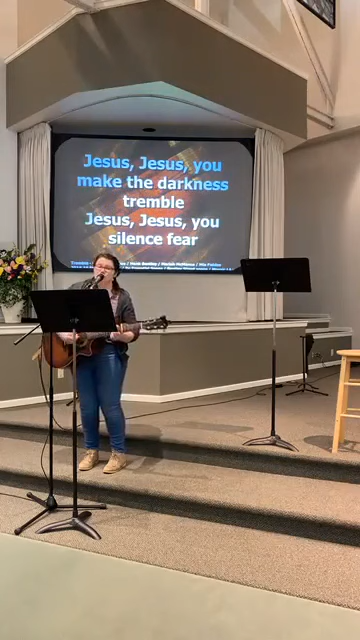 Jesus, Jesus, you
make the darkness
tremble
Jesus, Jesus, you
silence fear